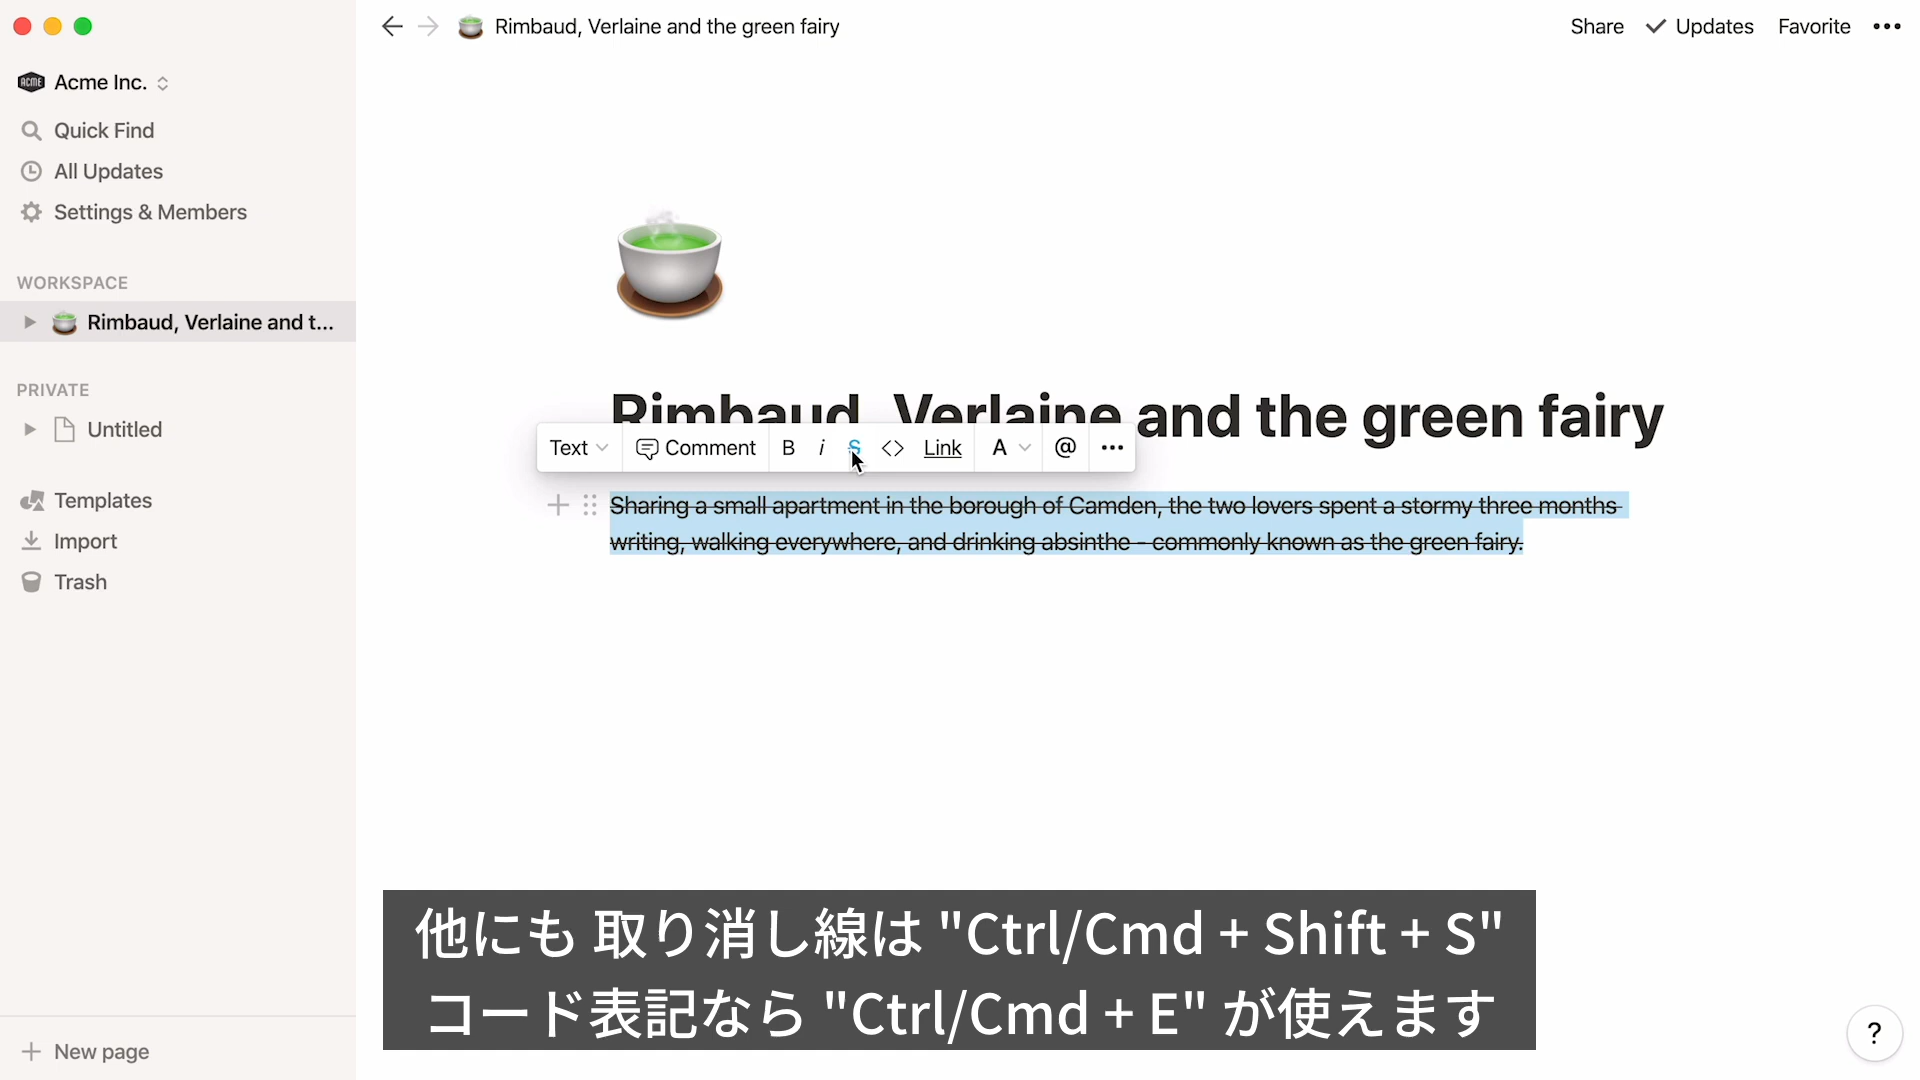 Rimbaud, Verlaine and the green fairy
Share
Updates
Favorite
ACME
Acme Inc.
Quick Find
All Updates
Settings & Members
WORKSPACE
Rimbaud, Verlaine and t...
PRIVATE
Untitled
Templates
Import
Trash
New page
Rimbaud, Verlaine and the green fairy
Text
Comment
B
i
S
<>
Link
A
@
Sharing a small apartment in the borough of Camden, the two lovers spent a stormy three months
writing, walking everywhere, and drinking absinthe - commonly known as the green fairy.
他にも 取り消し線は "Ctrl/Cmd + Shift + S"
コード表記なら "Ctrl/Cmd + E" が使えます
?